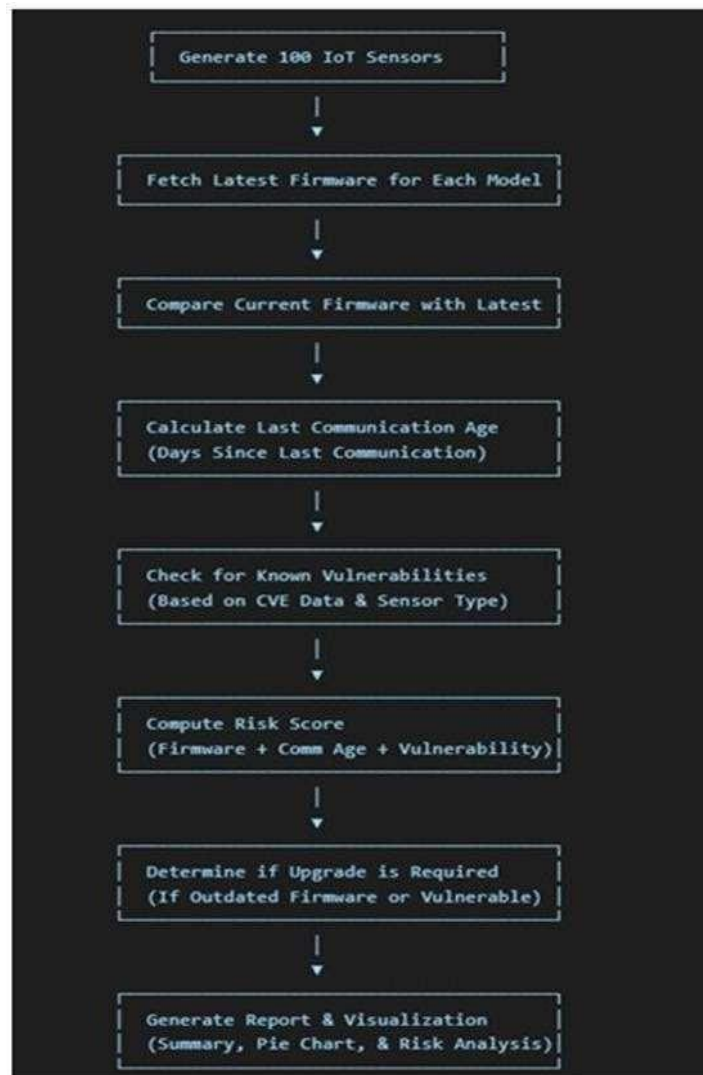 Generate 100 IoT Sensors
Fetch Latest Firmware for Each Model
Compare Current Firmware with Latest
Calculate Last Communication Age
(Days Since Last Communication)
Check for Known Vulnerabilities
(Based on CVE Data & Sensor Type)
Compute Risk Score
(Firmware + Comm Age + Vulnerability)
Determine if Upgrade is Required
(If Outdated Firmware or Vulnerable)
Generate Report & Visualization
(Summary, Pie Chart, & Risk Analysis)